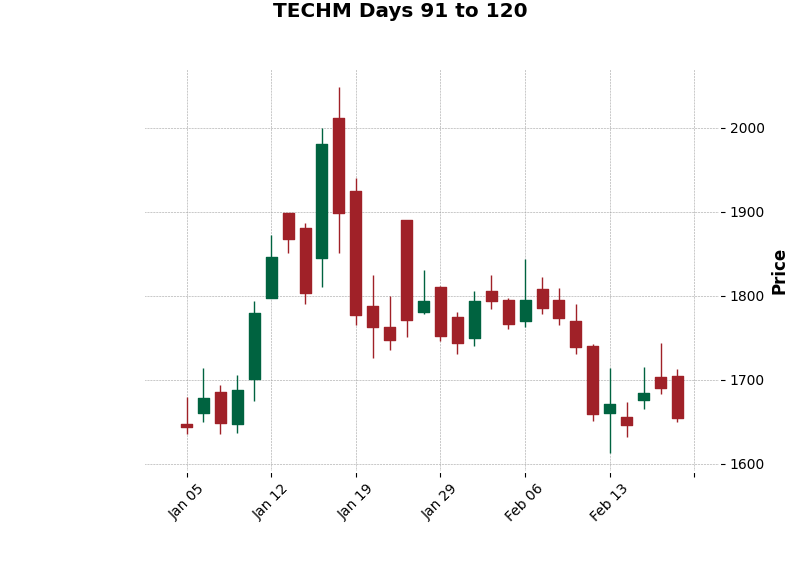 TECHM Days 91 to 120
2000
1900
1800
1700
1600
Price
Jan 05
Jan 12
Jan 19
Jan 29
Feb 06
Feb 13